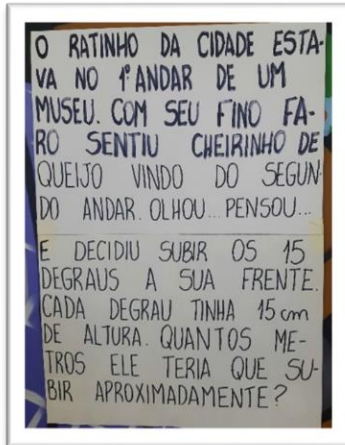 O RATINHO DA CIDADE ESTA-
VA NO 1º ANDAR DE UM
MUSEU. COM SEU FINO FA-
RO SENTIU CHEIRINHO DE
QUEIJO VINDO DO SEGUN-
DO ANDAR. OLHOU... PENSOU...
E DECIDIU SUBIR OS 15
DEGRAUS A SUA FRENTE.
CADA DEGRAU TINHA 15 cm
DE ALTURA. QUANTOS ME-
TROS ELE TERIA QUE SU-
BIR APROXIMADAMENTE?